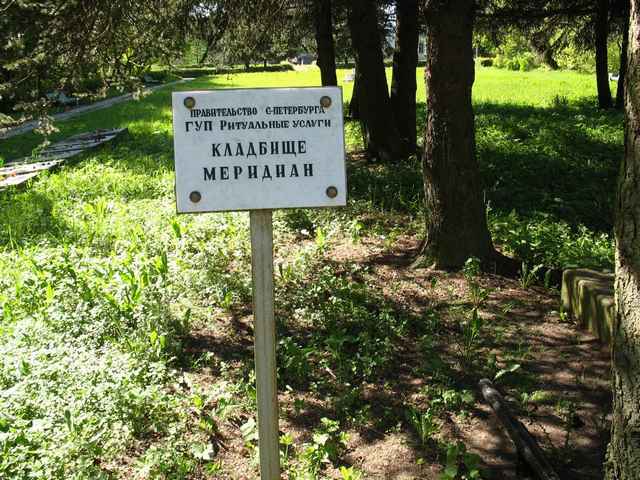 Правительство С-Петербурга
ГУП Ритуальные услуги
КЛАДБИЩЕ
МЕРИДИАН